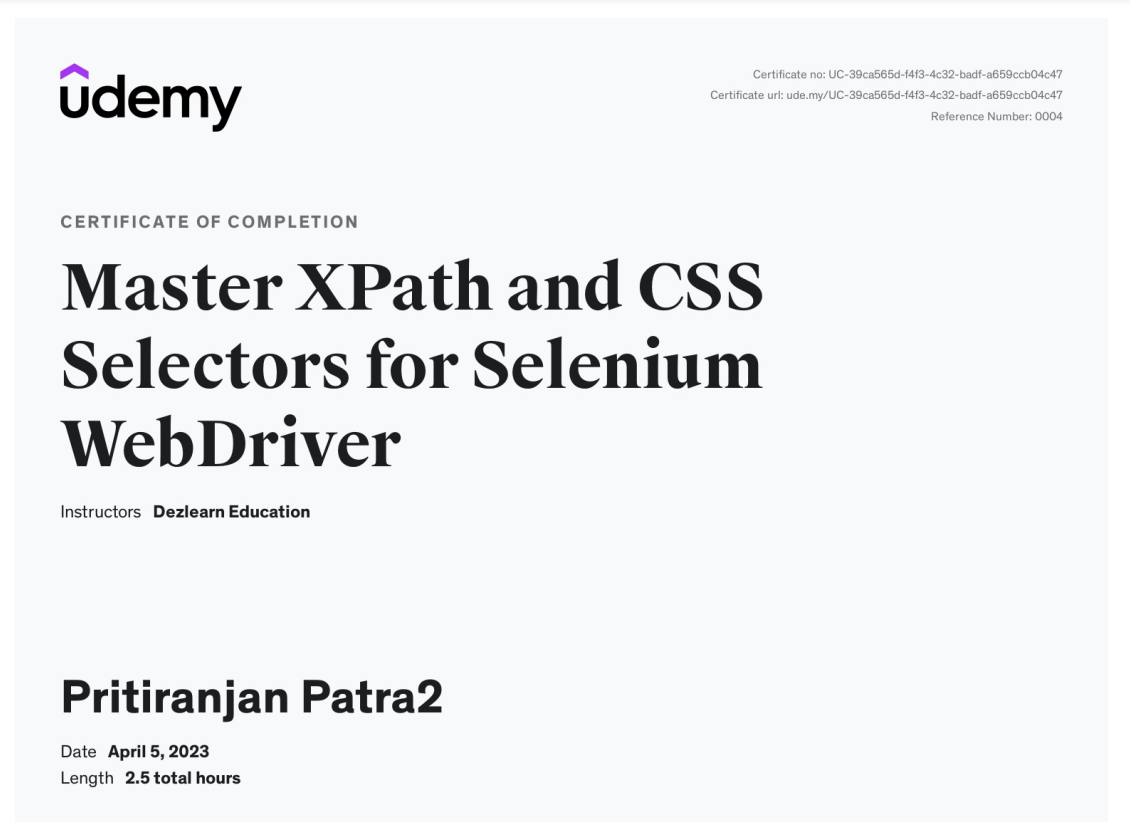 udemy
Certificate no: UC-39ca565d-f4f3-4c32-badf-a659ccb04c47
Certificate url: ude.my/UC-39ca565d-f4f3-4c32-badf-a659ccb04c47
Reference Number: 0004
CERTIFICATE OF COMPLETION
Master XPath and CSS
Selectors for Selenium
WebDriver
Instructors Dezlearn Education
Pritiranjan Patra2
Date April 5, 2023
Length 2.5 total hours